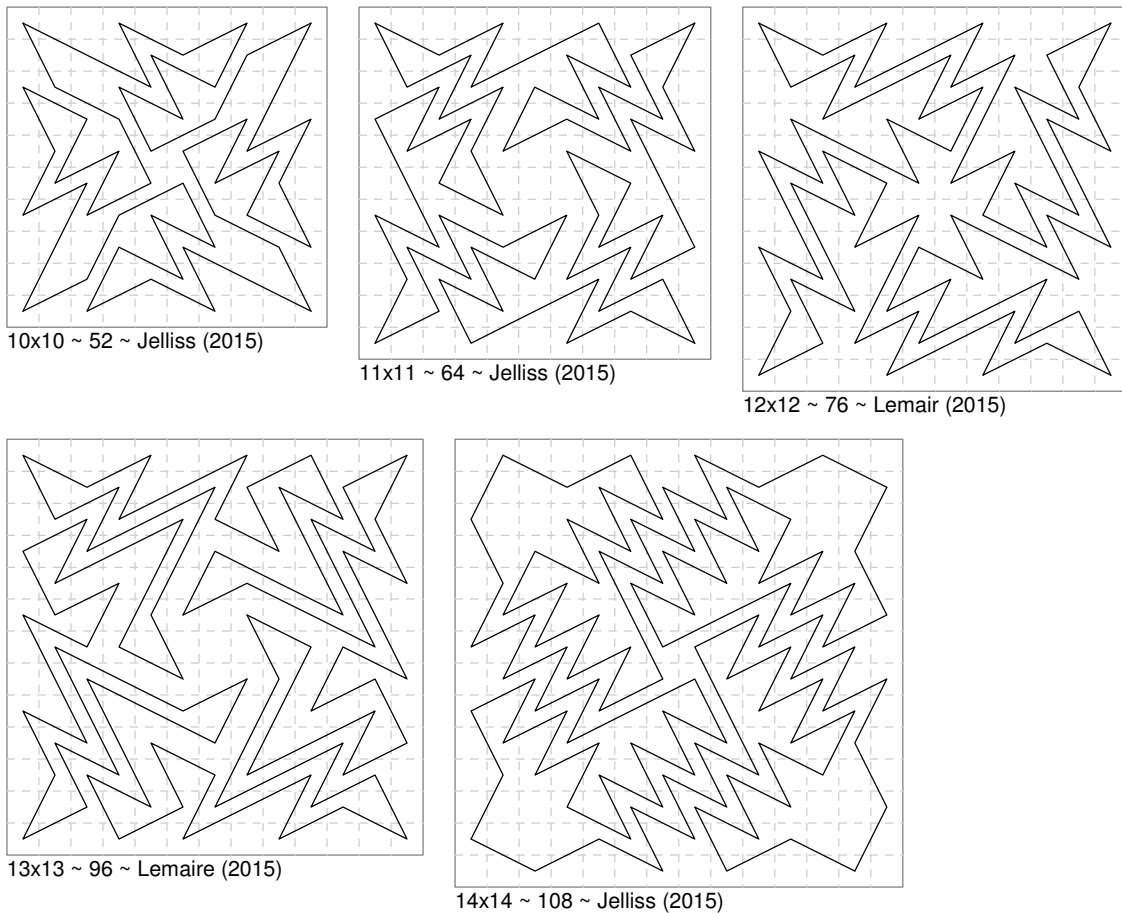 10x10 ~ 52 ~ Jelliss (2015)
11x11 ~ 64 ~ Jelliss (2015)
12x12 ~ 76 ~ Lemair (2015)
13x13 ~ 96 ~ Lemaire (2015)
14x14 ~ 108 ~ Jelliss (2015)